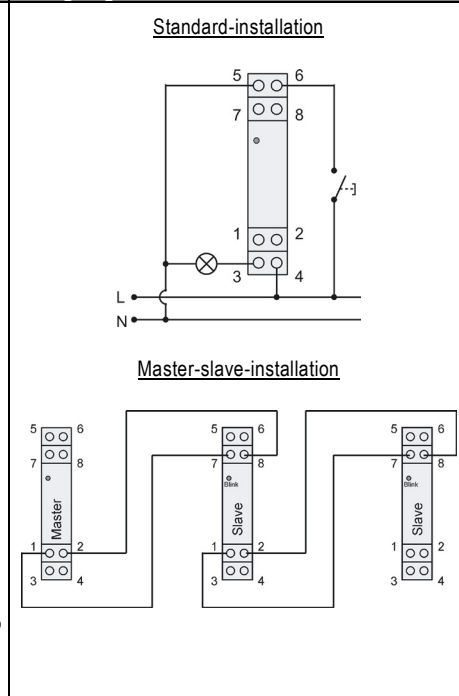 Standard-installation
5 6
7 8
1 2
3 4
L
N
Master-slave-installation
5 6 5 6 5 6
7 8 7 8 7 8
Blink Blink
Master Slave Slave
1 2 1 2 1 2
3 4 3 4 3 4